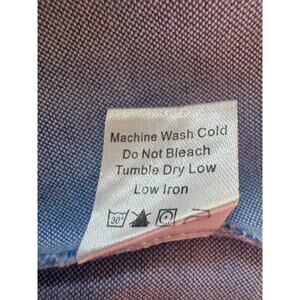 Machine Wash Cold
Do Not Bleach
Tumble Dry Low
Low Iron
30°